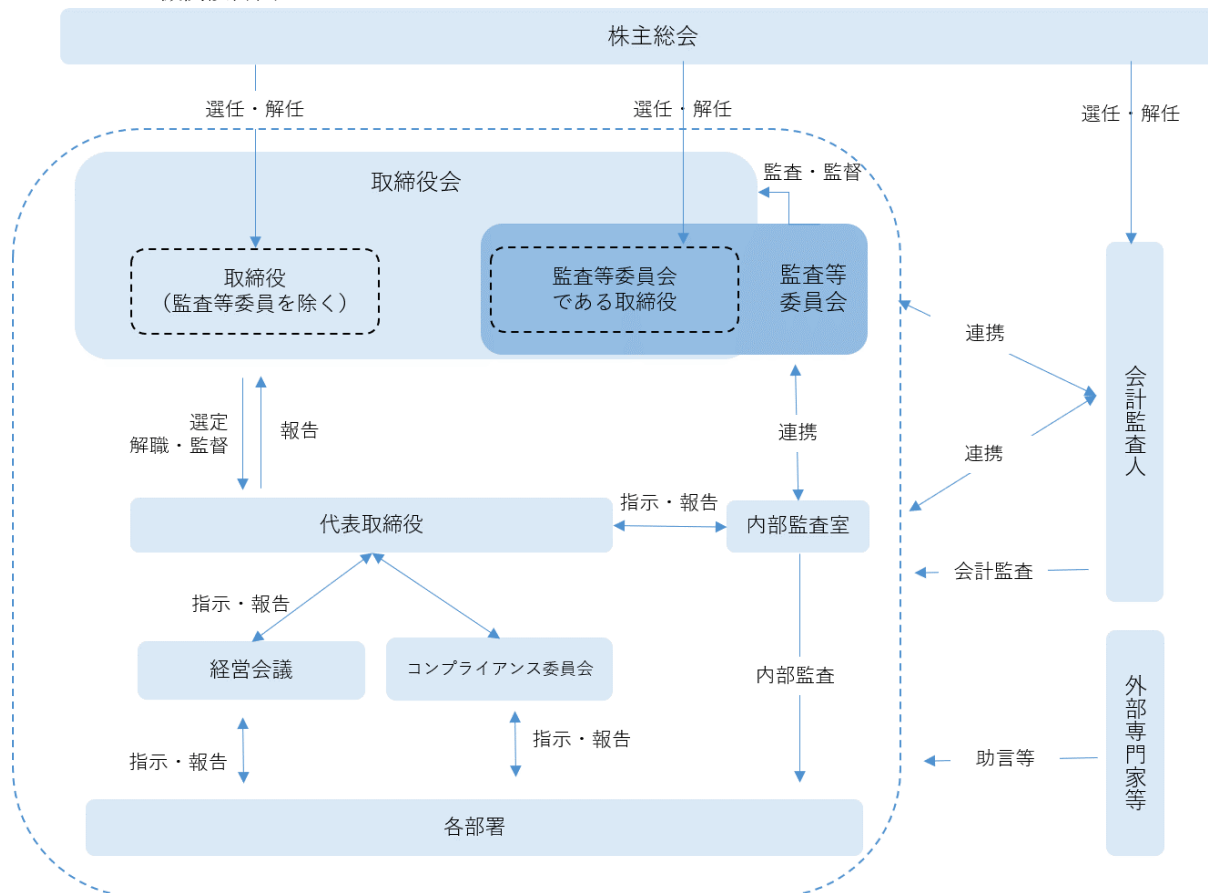 株主総会
選任・解任
選任・解任
選任・解任
取締役会
監査・監督
取締役
（監査等委員を除く）
監査等委員会
である取締役
監査等
委員会
連携
会計監査人
選定
解職・監督
報告
連携
連携
指示・報告
代表取締役
内部監査室
会計監査
指示・報告
経営会議
コンプライアンス委員会
内部監査
外部専門家等
指示・報告
指示・報告
助言等
各部署